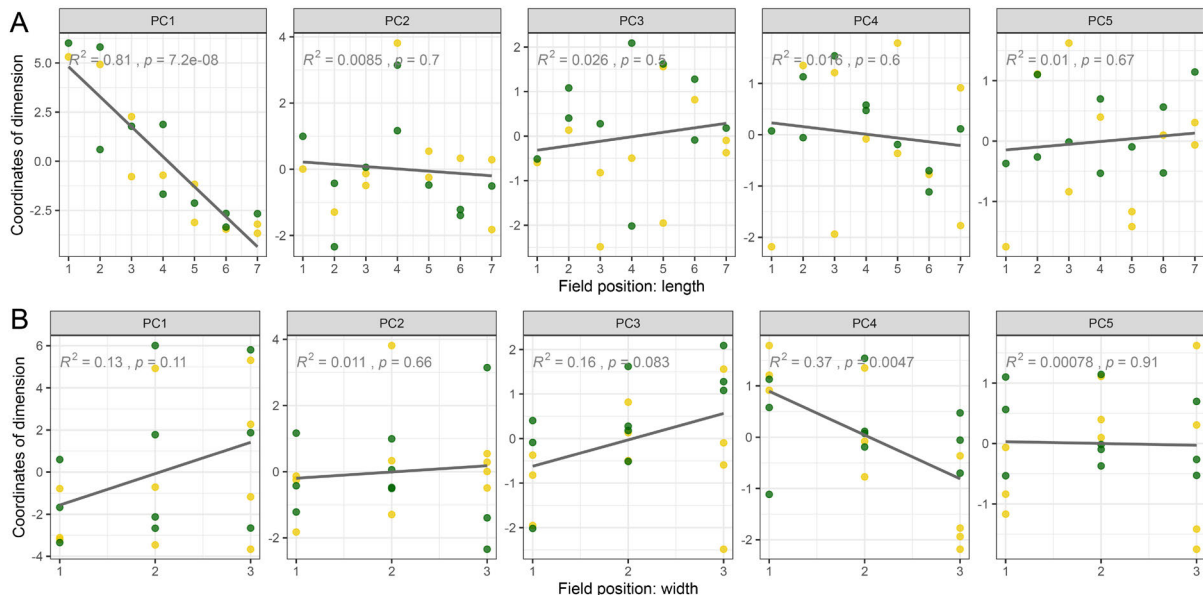 A
PC1 PC2 PC3 PC4 PC5
R² = 0.81 , p = 7.2e-08
R² = 0.0085 , p = 0.7
R² = 0.026 , p = 0.5
R² = 0.016 , p = 0.6
R² = 0.01 , p = 0.67
Coordinates of dimension
5.0
2.5
0.0
-2.5
4
2
0
-2
2
1
0
-1
-2
2
1
0
-1
-2
1
0
-1
1 2 3 4 5 6 7
1 2 3 4 5 6 7
1 2 3 4 5 6 7
1 2 3 4 5 6 7
1 2 3 4 5 6 7
Field position: length
B
PC1 PC2 PC3 PC4 PC5
R² = 0.13 , p = 0.11
R² = 0.011 , p = 0.66
R² = 0.16 , p = 0.083
R² = 0.37 , p = 0.0047
R² = 0.00078 , p = 0.91
Coordinates of dimension
6
4
2
0
-2
-4
4
2
0
-2
2
1
0
-1
-2
2
1
0
-1
-2
1
0
-1
1 2 3
1 2 3
1 2 3
1 2 3
1 2 3
Field position: width